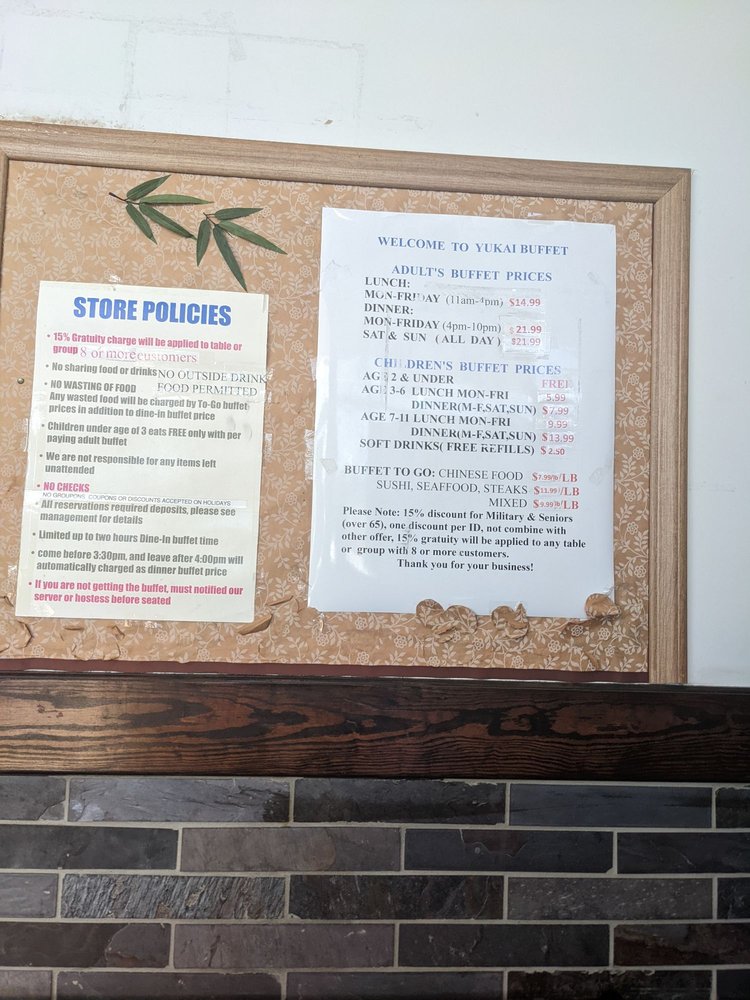 STORE POLICIES
• 15% Gratuity charge will be applied to table or
group 8 or more customers
• No sharing food or drinks NO OUTSIDE DRINK
• NO WASTING OF FOOD FOOD PERMITTED
Any wasted food will be charged by To-Go buffet
prices in addition to dine-in buffet price
• Children under age of 3 eats FREE only with per
paying adult buffet
• We are not responsible for any items left
unattended
• NO CHECKS
NO GROUPONS, COUPONS OR DISCOUNTS ACCEPTED ON HOLIDAYS
• All reservations required deposits, please see
management for details
• Limited up to two hours Dine-In buffet time
• come before 3:30pm, and leave after 4:00pm will
automatically charged as dinner buffet price
• If you are not getting the buffet, must notified our
server or hostess before seated
WELCOME TO YUKAI BUFFET
ADULT'S BUFFET PRICES
LUNCH:
MON-FRIDAY (11am-4pm) $14.99
DINNER:
MON-FRIDAY (4pm-10pm) $21.99
SAT & SUN (ALL DAY) $21.99
CHILDREN'S BUFFET PRICES
AGE 2 & UNDER FREE
AGE 3-6 LUNCH MON-FRI 5.99
DINNER(M-F,SAT,SUN) $7.99
AGE 7-11 LUNCH MON-FRI 9.99
DINNER(M-F,SAT,SUN) $13.99
SOFT DRINKS( FREE REFILLS) $2.50
BUFFET TO GO: CHINESE FOOD $7.99/lb/LB
SUSHI, SEAFFOOD, STEAKS $11.99/LB
MIXED $9.99/lb/LB
Please Note: 15% discount for Military & Seniors
(over 65), one discount per ID, not combine with
other offer, 15% gratuity will be applied to any table
or group with 8 or more customers.
Thank you for your business!